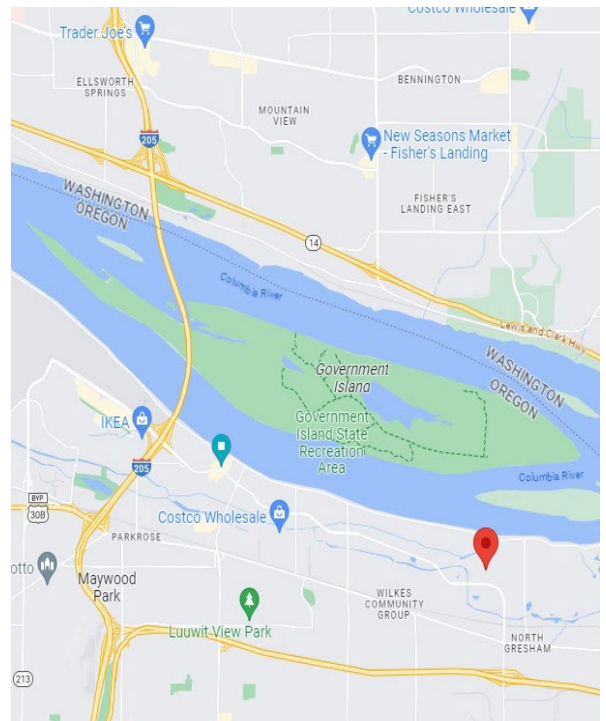 Costco Wholesale
Trader Joe's
ELLSWORTH
SPRINGS
BENNINGTON
MOUNTAIN
VIEW
205
New Seasons Market
- Fisher's Landing
WASHINGTON
OREGON
FISHER'S
LANDING EAST
14
Columbia River
Lewis and Clark Hwy
WASHINGTON
OREGON
Government
Island
IKEA
Government
Island State
Recreation
Area
205
Columbia River
BYP
30B
Costco Wholesale
PARKROSE
otto
Maywood
Park
WILKES
COMMUNITY
GROUP
Luuwit View Park
NORTH
GRESHAM
213